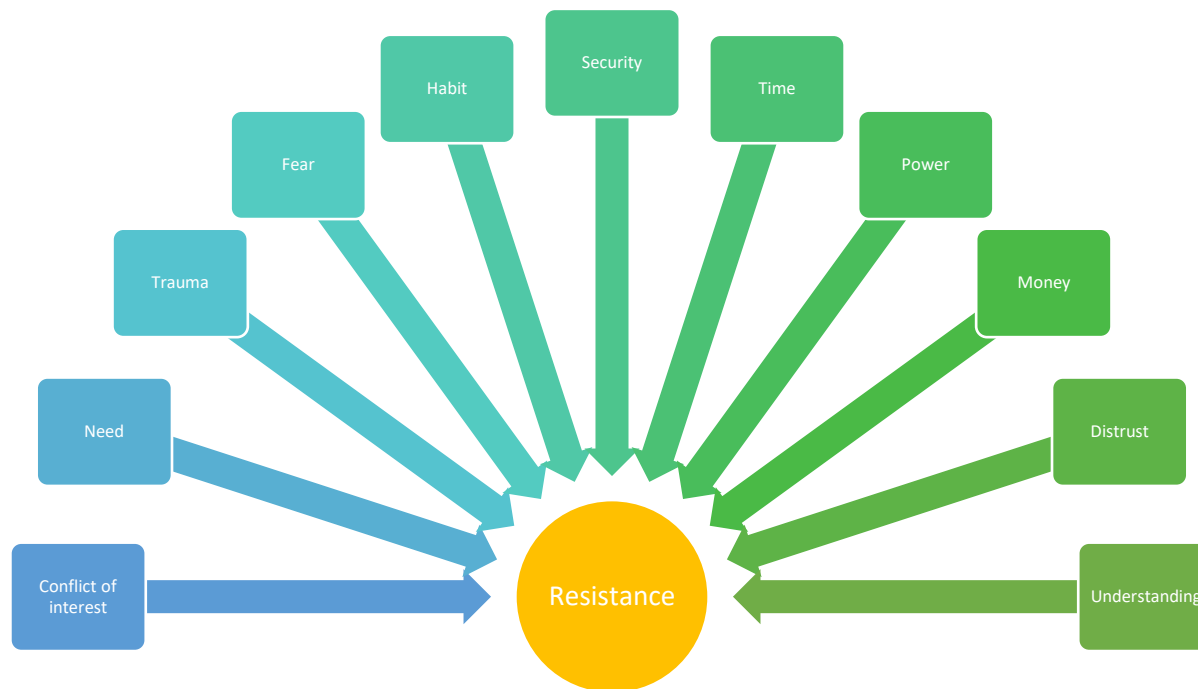 Security
Habit
Time
Fear
Power
Trauma
Money
Need
Distrust
Conflict of
interest
Resistance
Understanding